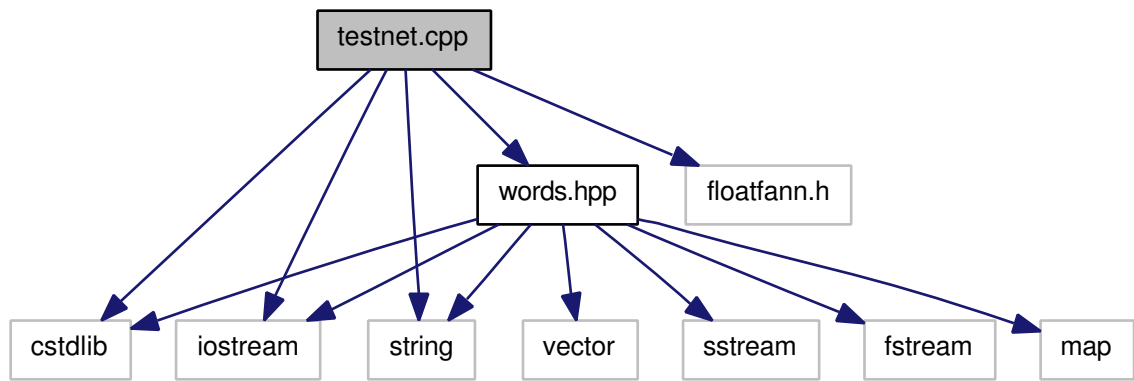 testnet.cpp
words.hpp
floatfann.h
cstdlib
iostream
string
vector
sstream
fstream
map